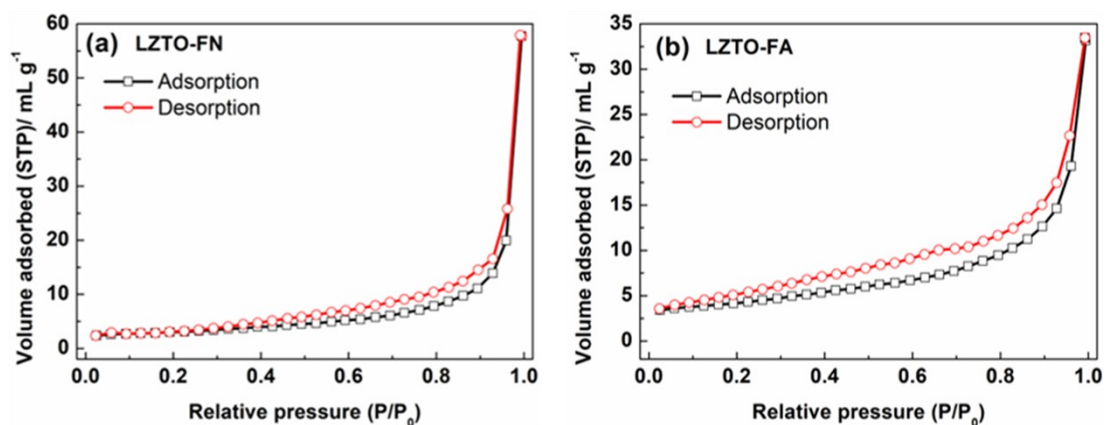 (a) LZTO-FN
Adsorption
Desorption
Volume adsorbed (STP)/ mL g⁻¹
60
50
40
30
20
10
0
0.0 0.2 0.4 0.6 0.8 1.0
Relative pressure (P/P₀)
(b) LZTO-FA
Adsorption
Desorption
Volume adsorbed (STP)/ mL g⁻¹
35
30
25
20
15
10
5
0
0.0 0.2 0.4 0.6 0.8 1.0
Relative pressure (P/P₀)